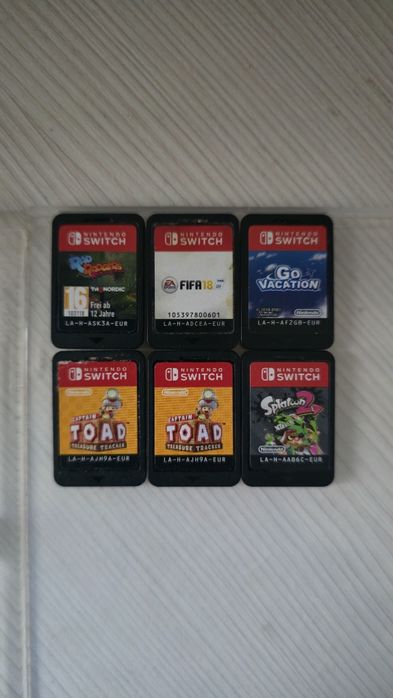 NINTENDO
SWITCH
RAD
RODGERS
16
THQ NORDIC
Frei ab
12 Jahre
LA-H-ASK3A-EUR
NINTENDO
SWITCH
EA
SPORTS
FIFA 18
105397800601
LA-H-ADCEA-EUR
NINTENDO
SWITCH
GO
VACATION
Nintendo
LA-H-AFZGB-EUR
NINTENDO
SWITCH
Nintendo
CAPTAIN
TOAD
TREASURE TRACKER
LA-H-AJH9A-EUR
NINTENDO
SWITCH
Nintendo
CAPTAIN
TOAD
TREASURE TRACKER
LA-H-AJH9A-EUR
NINTENDO
SWITCH
Splatoon 2
Nintendo
LA-H-AAB6C-EUR